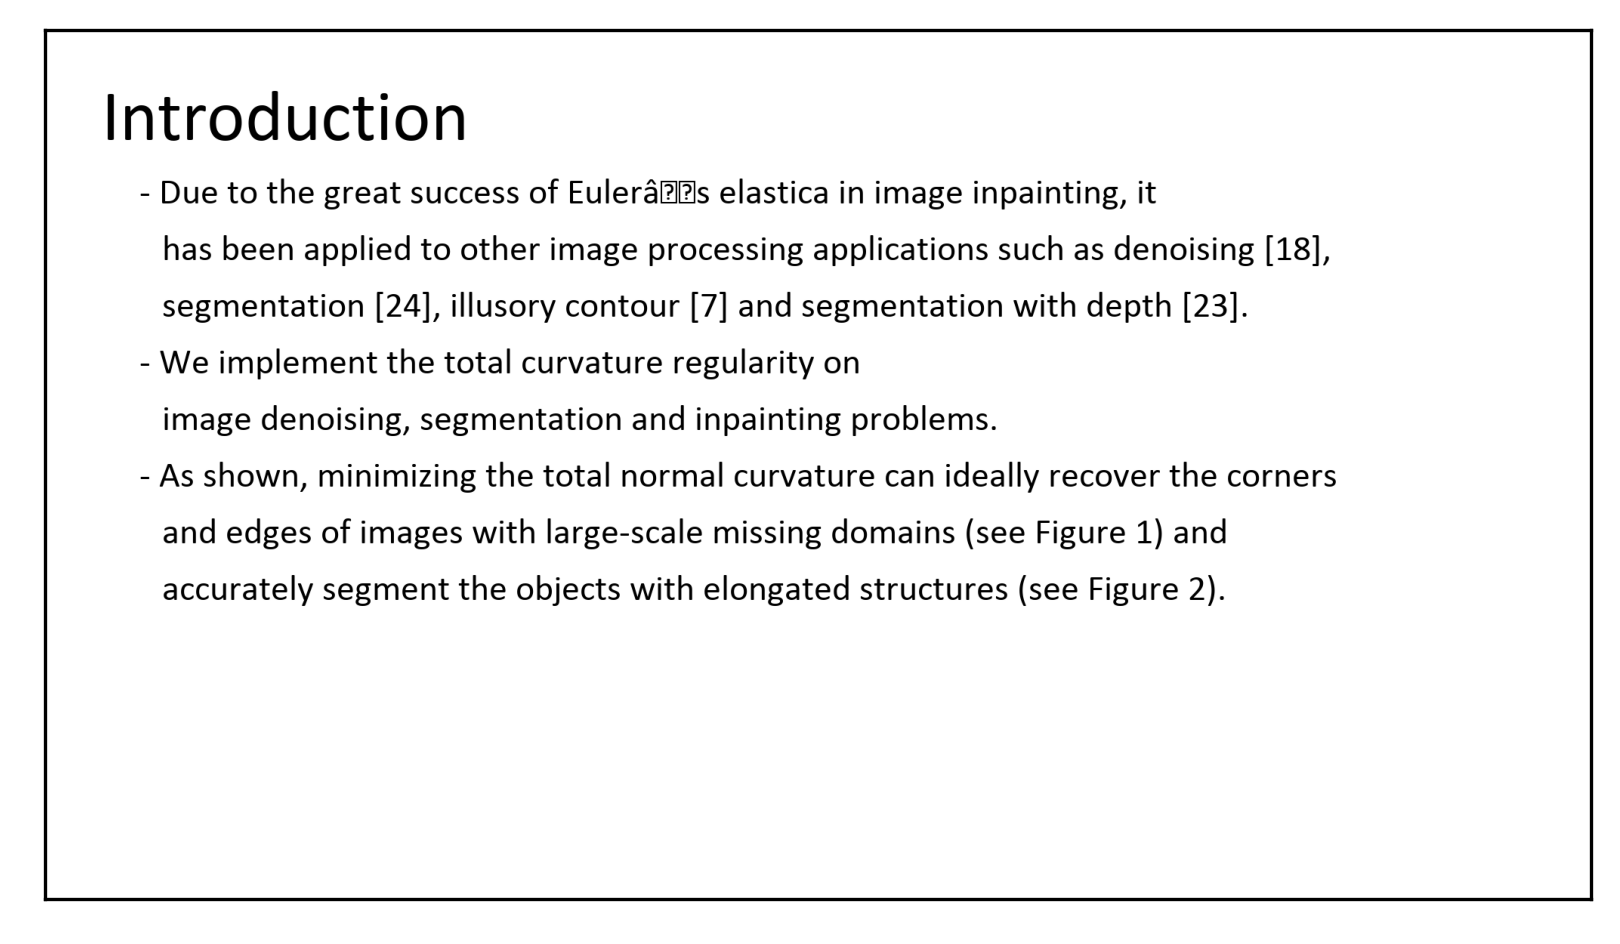 Introduction
- Due to the great success of Eulerâ��s elastica in image inpainting, it
has been applied to other image processing applications such as denoising [18],
segmentation [24], illusory contour [7] and segmentation with depth [23].
- We implement the total curvature regularity on
image denoising, segmentation and inpainting problems.
- As shown, minimizing the total normal curvature can ideally recover the corners
and edges of images with large-scale missing domains (see Figure 1) and
accurately segment the objects with elongated structures (see Figure 2).